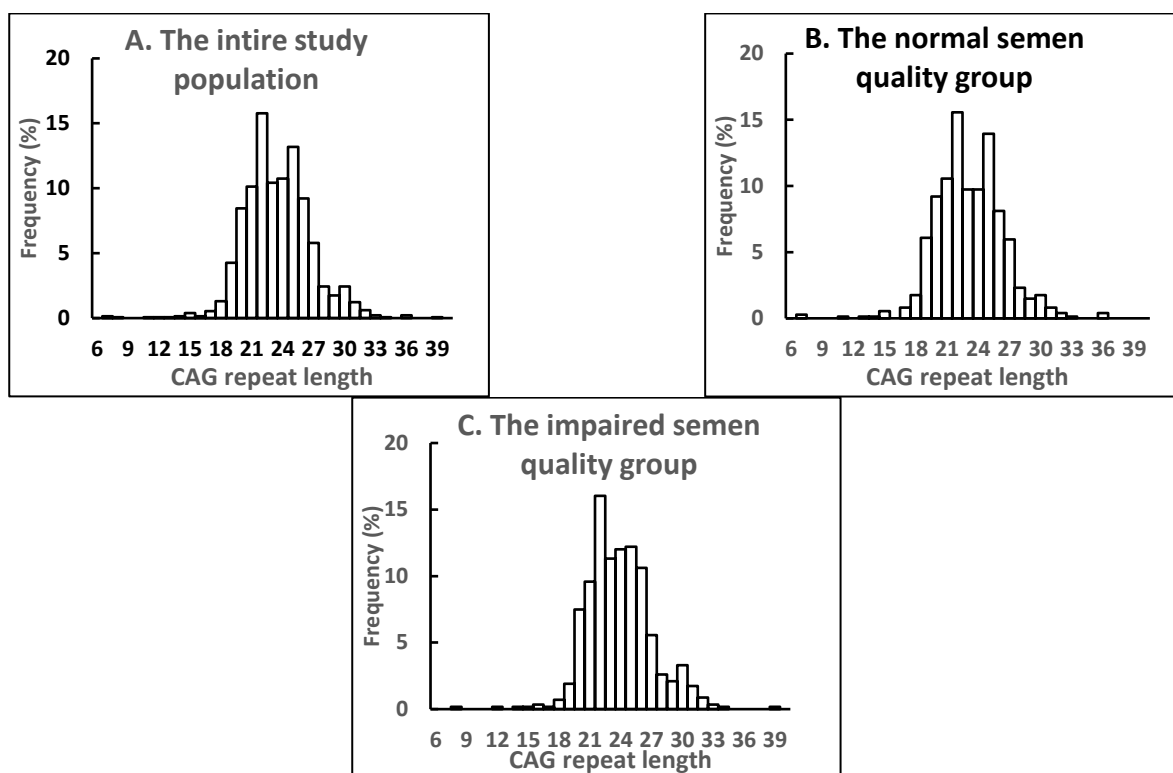 A. The intire study
population
Frequency (%)
20
15
10
5
0
6 9 12 15 18 21 24 27 30 33 36 39
CAG repeat length
B. The normal semen
quality group
Frequency (%)
20
15
10
5
0
6 9 12 15 18 21 24 27 30 33 36 39
CAG repeat length
C. The impaired semen
quality group
Frequency (%)
20
15
10
5
0
6 9 12 15 18 21 24 27 30 33 36 39
CAG repeat length